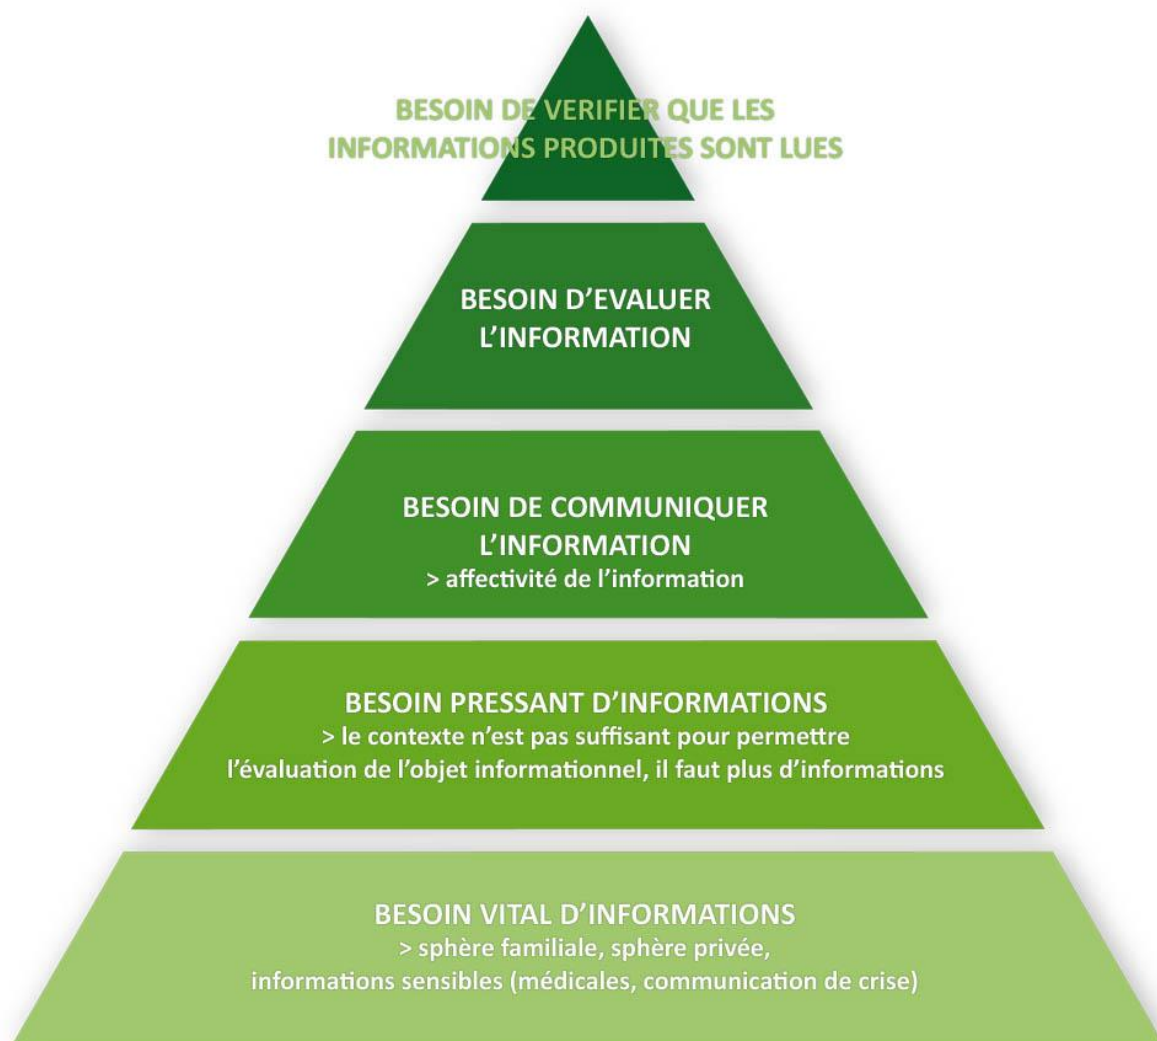 BESOIN DE VERIFIER QUE LES
INFORMATIONS PRODUITES SONT LUES
BESOIN D’EVALUER
L’INFORMATION
BESOIN DE COMMUNIQUER
L’INFORMATION
> affectivité de l’information
BESOIN PRESSANT D’INFORMATIONS
> le contexte n’est pas suffisant pour permettre
l’évaluation de l’objet informationnel, il faut plus d’informations
BESOIN VITAL D’INFORMATIONS
> sphère familiale, sphère privée,
informations sensibles (médicales, communication de crise)